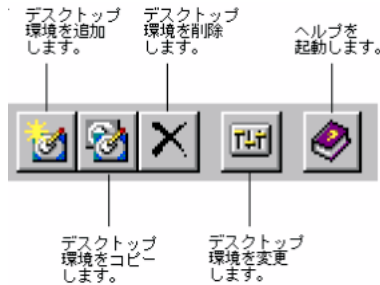 デスクトップ
環境を追加
します。
デスクトップ
環境を削除
します。
ヘルプを
起動します。
デスクトップ
環境をコピー
します。
デスクトップ
環境を変更
します。